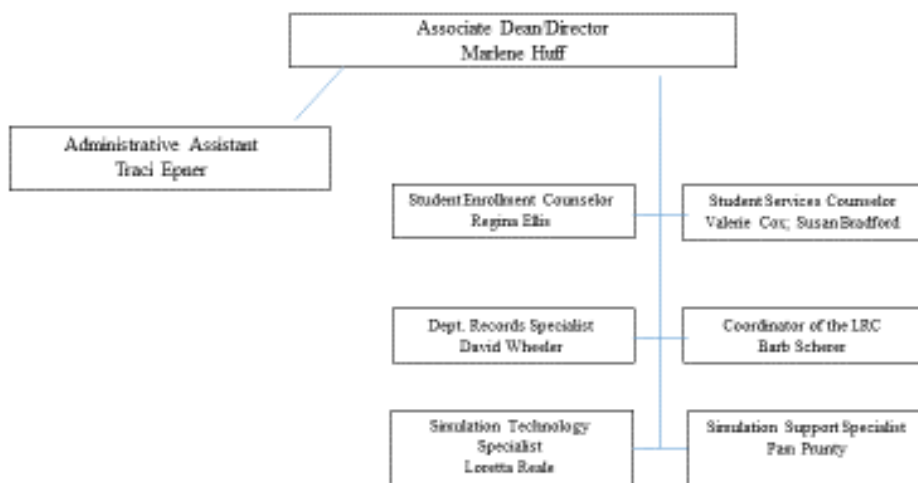 Associate Dean/Director
Marlene Huff
Administrative Assistant
Traci Epner
Student Enrollment Counselor
Regina Ellis
Student Services Counselor
Valerie Cox; Susan Bradford
Dept. Records Specialist
David Wheeler
Coordinator of the LRC
Barb Scherer
Simulation Technology
Specialist
Loretta Reale
Simulation Support Specialist
Pam Prunty